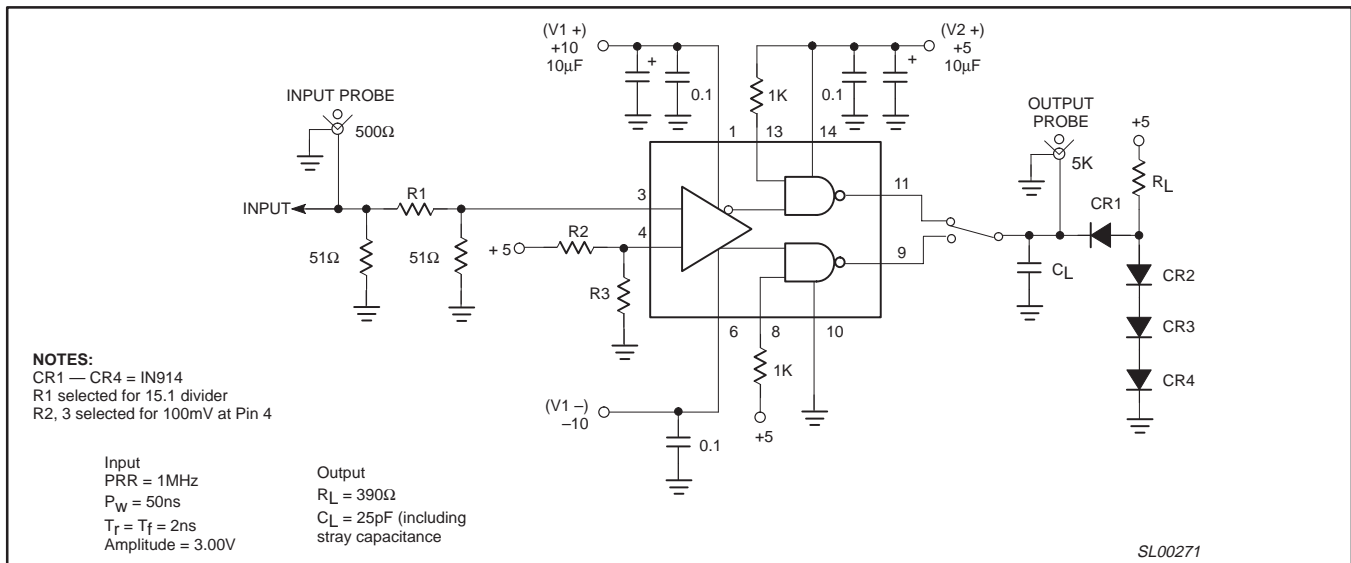 (V1 +)
+10
10µF
+
0.1
(V2 +)
+5
10µF
+
0.1
1K
INPUT PROBE
500Ω
OUTPUT
PROBE
5K
+5
RL
1
13
14
R1
3
11
CR1
INPUT
R2
4
+ 5
9
51Ω
51Ω
R3
CL
CR2
6
8
10
CR3
1K
CR4
NOTES:
CR1 — CR4 = IN914
R1 selected for 15.1 divider
R2, 3 selected for 100mV at Pin 4
(V1 –)
–10
0.1
+5
Input
PRR = 1MHz
PW = 50ns
Tr = Tf = 2ns
Amplitude = 3.00V
Output
RL = 390Ω
CL = 25pF (including
stray capacitance
SL00271